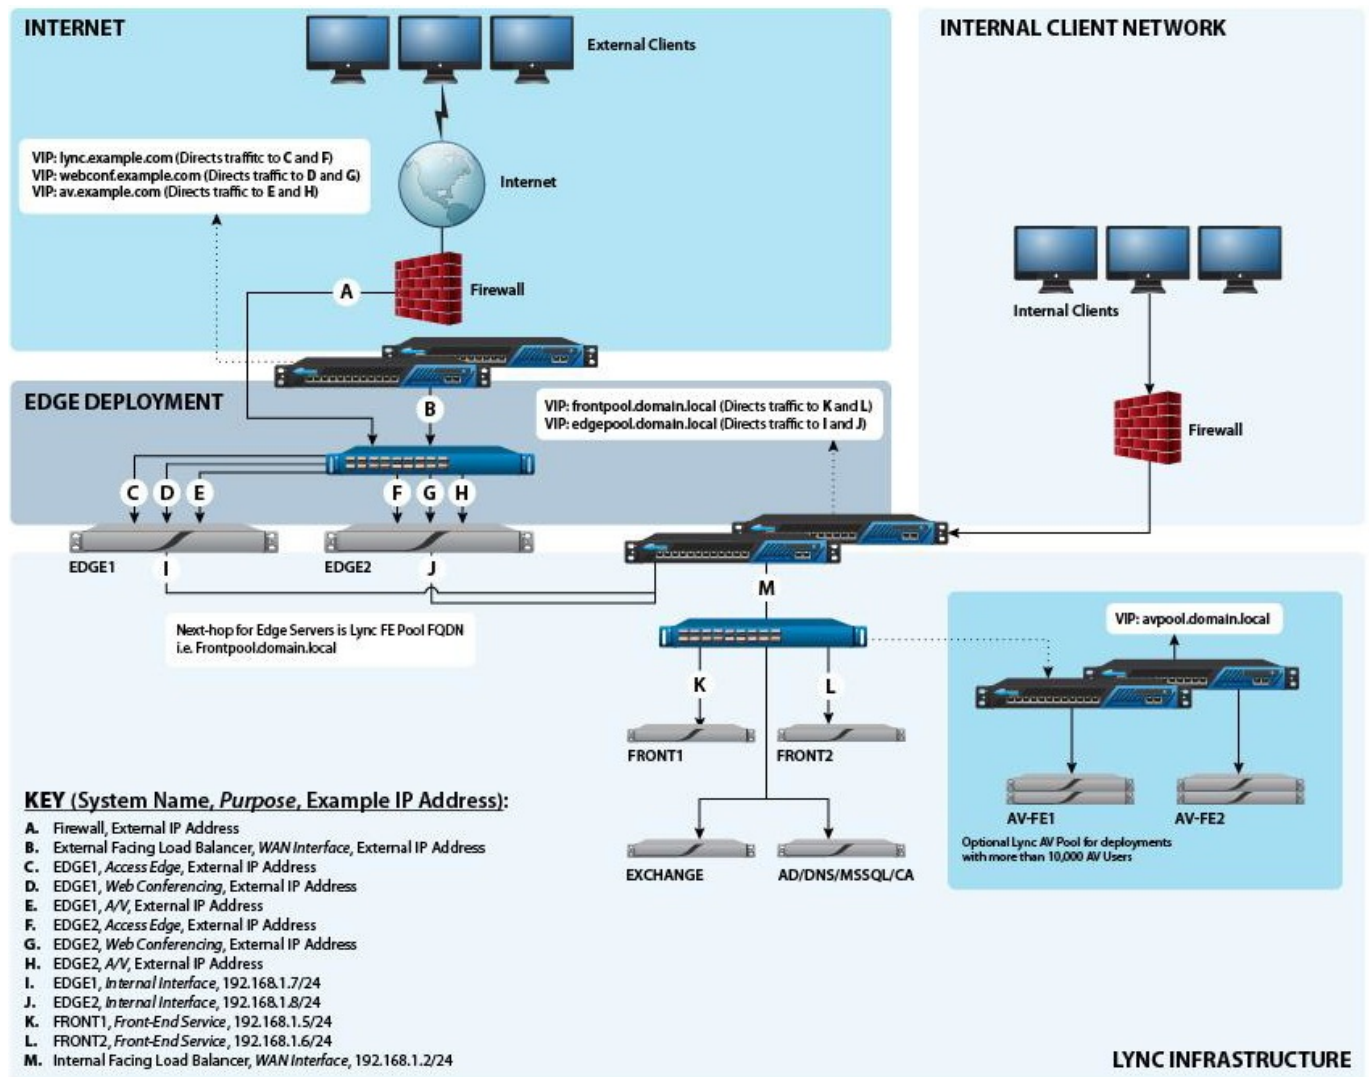 INTERNET
External Clients
INTERNAL CLIENT NETWORK
VIP: lync.example.com (Directs traffitc to C and F)
VIP: webconf.example.com (Directs traffic to D and G)
VIP: av.example.com (Directs traffic to E and H)
Internet
Firewall
A
Internal Clients
Firewall
EDGE DEPLOYMENT
B
VIP: frontpool.domain.local (Directs traffic to K and L)
VIP: edgepool.domain.local (Directs traffic to I and J)
C D E F G H
EDGE1
I
EDGE2
J
M
Next-hop for Edge Servers is Lync FE Pool FQDN
i.e. Frontpool.domain.local
VIP: avpool.domain.local
K
L
FRONT1
FRONT2
AV-FE1
AV-FE2
Optional Lync AV Pool for deployments
with more than 10,000 AV Users
EXCHANGE
AD/DNS/MSSQL/CA
KEY (System Name, Purpose, Example IP Address):
A. Firewall, External IP Address
B. External Facing Load Balancer, WAN Interface, External IP Address
C. EDGE1, Access Edge, External IP Address
D. EDGE1, Web Conferencing, External IP Address
E. EDGE1, A/V, External IP Address
F. EDGE2, Access Edge, External IP Address
G. EDGE2, Web Conferencing, External IP Address
H. EDGE2, A/V, External IP Address
I. EDGE1, Internal Interface, 192.168.1.7/24
J. EDGE2, Internal Interface, 192.168.1.8/24
K. FRONT1, Front-End Service, 192.168.1.5/24
L. FRONT2, Front-End Service, 192.168.1.6/24
M. Internal Facing Load Balancer, WAN Interface, 192.168.1.2/24
LYNC INFRASTRUCTURE